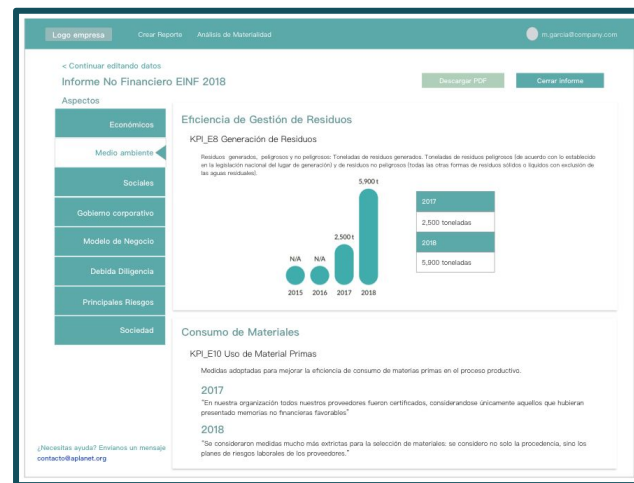 Logo empresa
Crear Reporte
Análisis de Materialidad
m.garcia@company.com
< Continuar editando datos
Informe No Financiero EINF 2018
Descargar PDF
Cerrar informe
Aspectos
Económicos
Medio ambiente
Sociales
Gobierno corporativo
Modelo de Negocio
Debida Diligencia
Principales Riesgos
Sociedad
Eficiencia de Gestión de Residuos
KPI_E8 Generación de Residuos
Residuos generados, peligrosos y no peligrosos: Toneladas de residuos generados. Toneladas de residuos peligrosos (de acuerdo con lo establecido
en la legislación nacional del lugar de generación) y de residuos no peligrosos (todas las otras formas de residuos sólidos o líquidos con exclusión de
las aguas residuales).
5,900 t
2,500 t
N/A N/A
2015 2016 2017 2018
2017
2,500 toneladas
2018
5,900 toneladas
Consumo de Materiales
KPI_E10 Uso de Material Primas
Medidas adoptadas para mejorar la eficiencia de consumo de materias primas en el proceso productivo.
2017
"En nuestra organización todos nuestros proveedores fueron certificados, considerandose únicamente aquellos que hubieran
presentado memorias no financieras favorables"
2018
"Se consideraron medidas mucho más extrictas para la selección de materiales: se considero no solo la procedencia, sino los
planes de riesgos laborales de los proveedores."
¿Necesitas ayuda? Envíanos un mensaje
contacto@aplanet.org